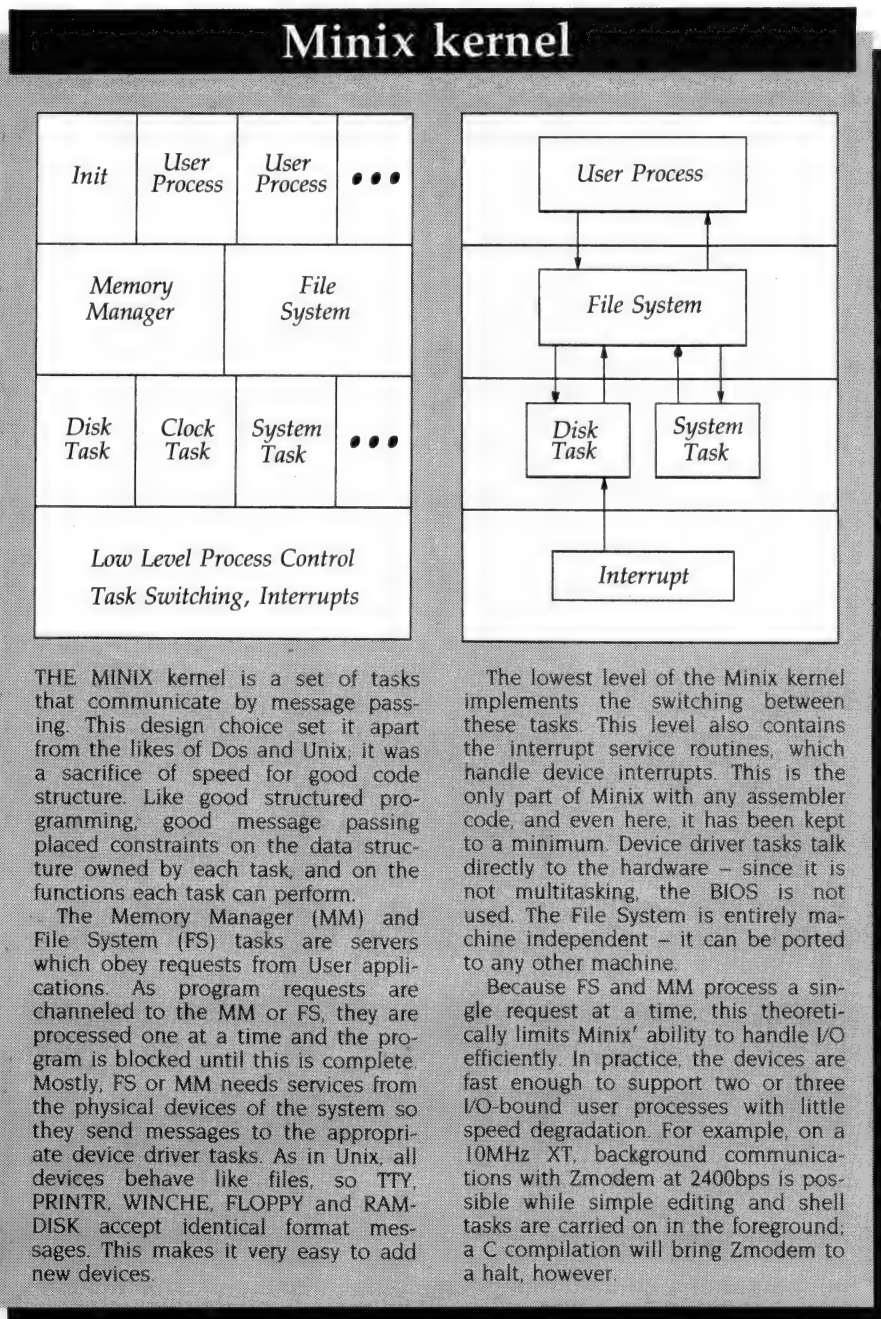 Minix kernel
Init
User
Process
User
Process
•••
Memory
Manager
File
System
Disk
Task
Clock
Task
System
Task
•••
Low Level Process Control
Task Switching, Interrupts
User Process
File System
Disk
Task
System
Task
Interrupt
THE MINIX kernel is a set of tasks
that communicate by message pass-
ing. This design choice set it apart
from the likes of Dos and Unix; it was
a sacrifice of speed for good code
structure. Like good structured pro-
gramming, good message passing
placed constraints on the data struc-
ture owned by each task, and on the
functions each task can perform.
The Memory Manager (MM) and
File System (FS) tasks are servers
which obey requests from User appli-
cations. As program requests are
channeled to the MM or FS, they are
processed one at a time and the pro-
gram is blocked until this is complete.
Mostly, FS or MM needs services from
the physical devices of the system so
they send messages to the appropri-
ate device driver tasks. As in Unix, all
devices behave like files, so TTY,
PRINTR, WINCHE, FLOPPY and RAM-
DISK accept identical format mes-
sages. This makes it very easy to add
new devices.
The lowest level of the Minix kernel
implements the switching between
these tasks. This level also contains
the interrupt service routines, which
handle device interrupts. This is the
only part of Minix with any assembler
code, and even here, it has been kept
to a minimum. Device driver tasks talk
directly to the hardware – since it is
not multitasking, the BIOS is not
used. The File System is entirely ma-
chine independent – it can be ported
to any other machine.
Because FS and MM process a sin-
gle request at a time, this theoreti-
cally limits Minix' ability to handle I/O
efficiently. In practice, the devices are
fast enough to support two or three
I/O-bound user processes with little
speed degradation. For example, on a
10MHz XT, background communica-
tions with Zmodem at 2400bps is pos-
sible while simple editing and shell
tasks are carried on in the foreground;
a C compilation will bring Zmodem to
a halt, however.